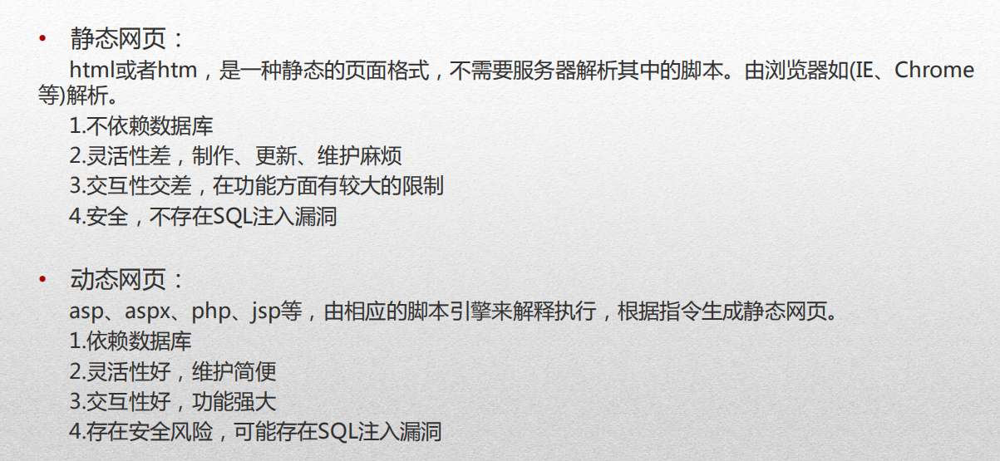 • 静态网页：
html或者htm，是一种静态的页面格式，不需要服务器解析其中的脚本。由浏览器如(IE、Chrome
等)解析。
1.不依赖数据库
2.灵活性差，制作、更新、维护麻烦
3.交互性交差，在功能方面有较大的限制
4.安全，不存在SQL注入漏洞
• 动态网页：
asp、aspx、php、jsp等，由相应的脚本引擎来解释执行，根据指令生成静态网页。
1.依赖数据库
2.灵活性好，维护简便
3.交互性好，功能强大
4.存在安全风险，可能存在SQL注入漏洞